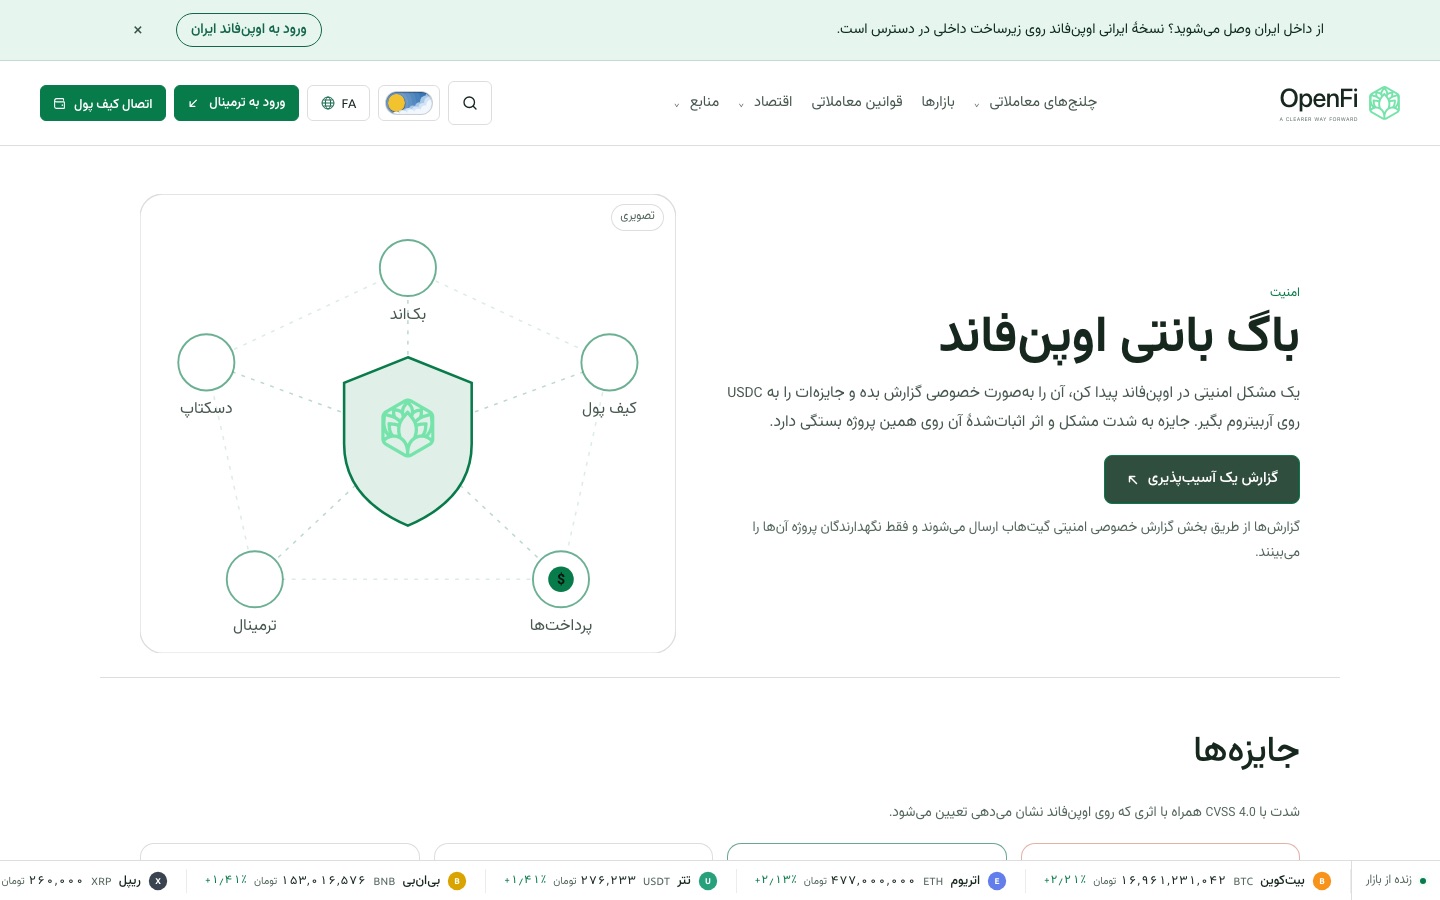 از داخل ایران وصل می‌شوید؟ نسخهٔ ایرانی اوپن‌فاند روی زیرساخت داخلی در دسترس است.
ورود به اوپن‌فاند ایران
×
OpenFi
A CLEARER WAY FORWARD
چلنج‌های معاملاتی
بازارها
قوانین معاملاتی
اقتصاد
منابع
FA
ورود به ترمینال
اتصال کیف پول
امنیت
باگ بانتی اوپن‌فاند
یک مشکل امنیتی در اوپن‌فاند پیدا کن، آن را به‌صورت خصوصی گزارش بده و جایزه‌ات را به USDC
روی آربیتروم بگیر. جایزه به شدت مشکل و اثر اثبات‌شدهٔ آن روی همین پروژه بستگی دارد.
گزارش یک آسیب‌پذیری
گزارش‌ها از طریق بخش گزارش خصوصی امنیتی گیت‌هاب ارسال می‌شوند و فقط نگهدارندگان پروژه آن‌ها را
می‌بینند.
تصویری
بک‌اند
کیف پول
دسکتاپ
$
پرداخت‌ها
ترمینال
جایزه‌ها
شدت با CVSS 4.0 همراه با اثری که روی اوپن‌فاند نشان می‌دهی تعیین می‌شود.
زنده از بازار
B بیت‌کوین BTC ۱۶,۹۶۱,۲۳۱,۰۴۲ تومان +۲٫۲۱٪
E اتریوم ETH ۴۷۷,۰۰۰,۰۰۰ تومان +۲٫۱۳٪
U تتر USDT ۲۷۶,۲۳۳ تومان +۱٫۴۱٪
B بی‌ان‌بی BNB ۱۵۳,۰۱۶,۵۷۶ تومان +۱٫۴۱٪
X ریپل XRP ۲۶۰,۰۰۰ تومان